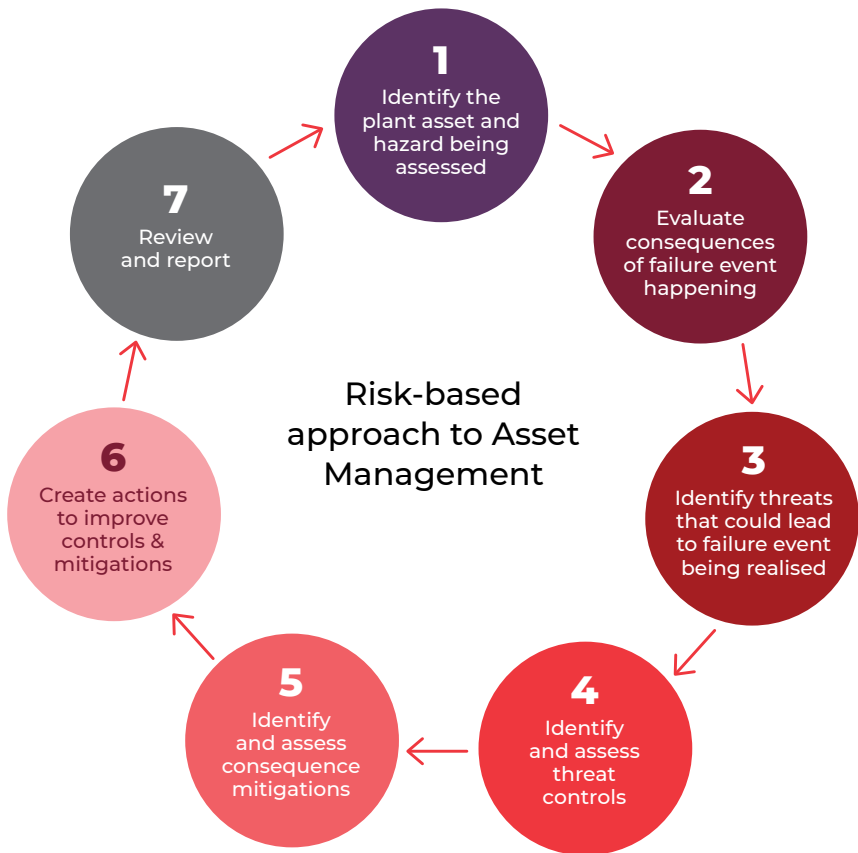 1
Identify the
plant asset and
hazard being
assessed
2
Evaluate
consequences
of failure event
happening
3
Identify threats
that could lead
to failure event
being realised
4
Identify
and assess
threat
controls
5
Identify
and assess
consequence
mitigations
6
Create actions
to improve
controls &
mitigations
7
Review
and report
Risk-based
approach to Asset
Management